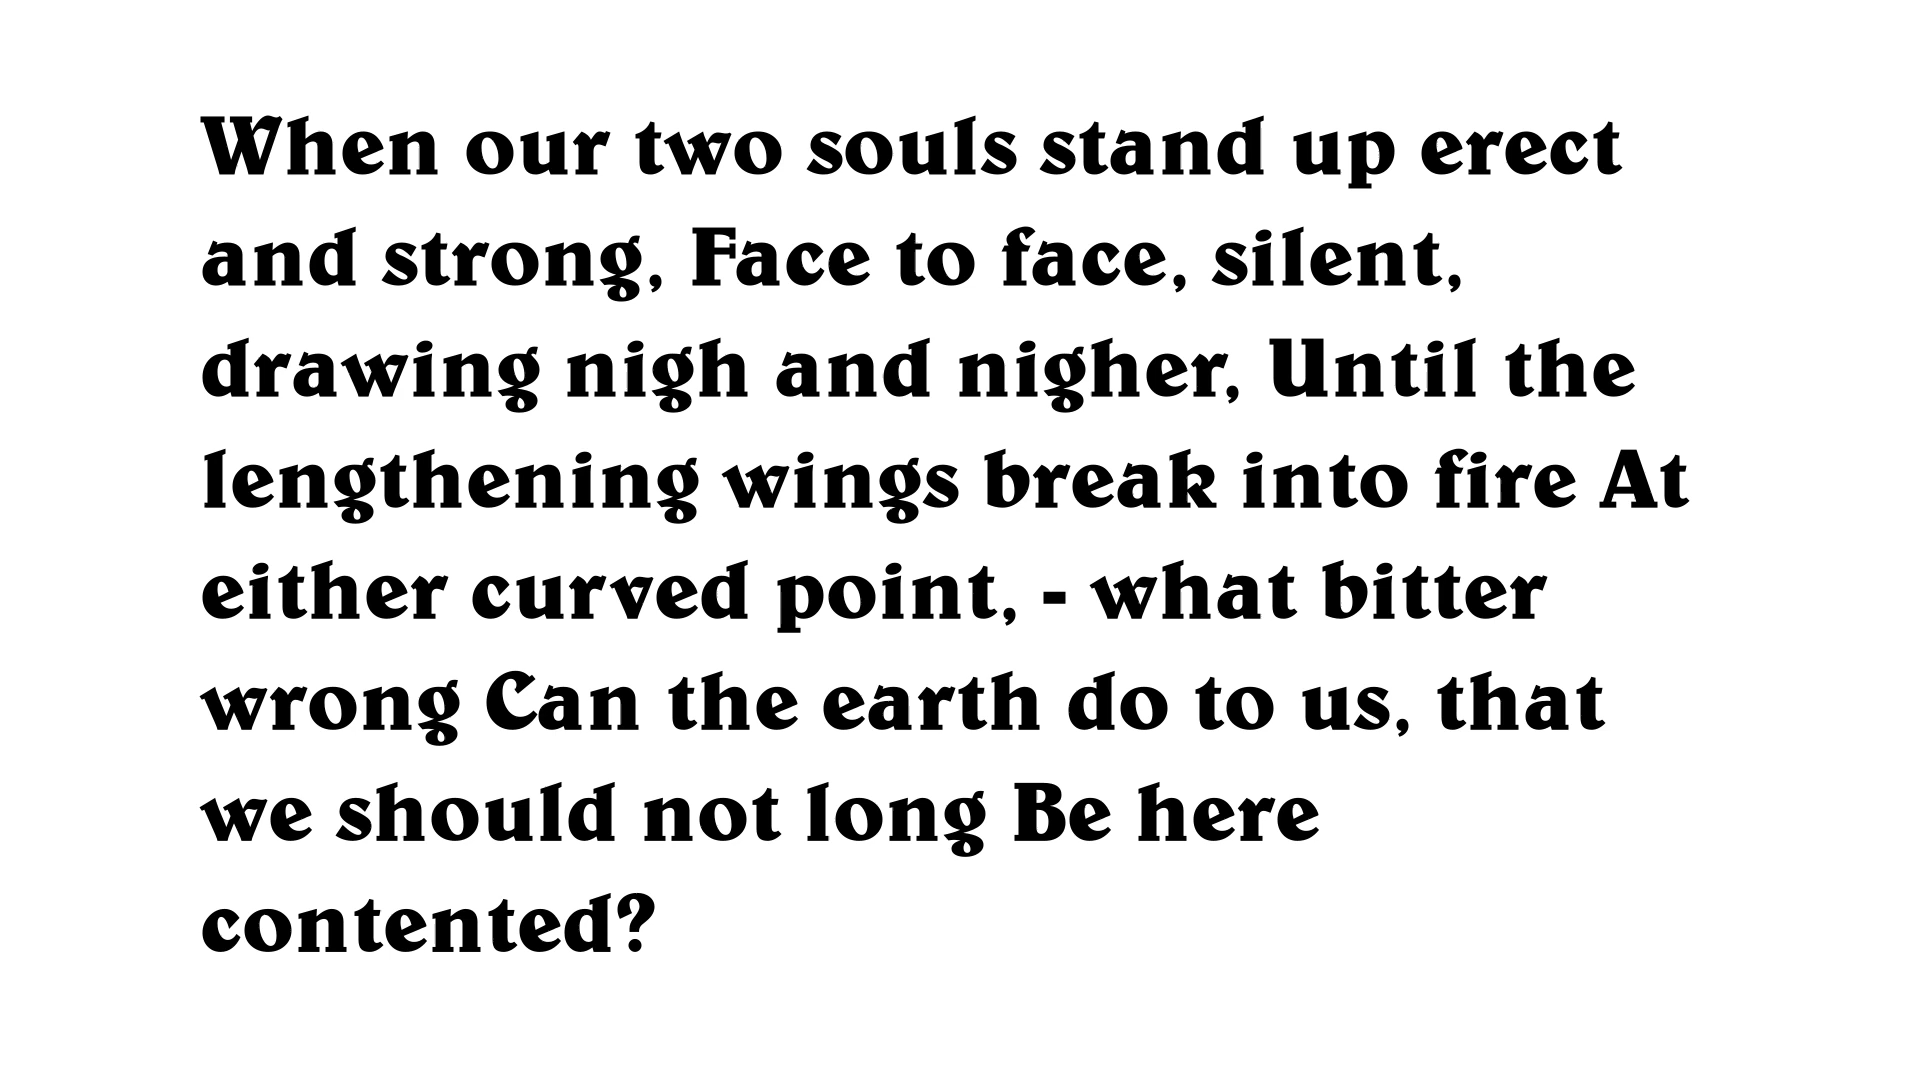 When our two souls stand up erect
and strong, Face to face, silent,
drawing nigh and nigher, Until the
lengthening wings break into fire At
either curved point, - what bitter
wrong Can the earth do to us, that
we should not long Be here
contented?